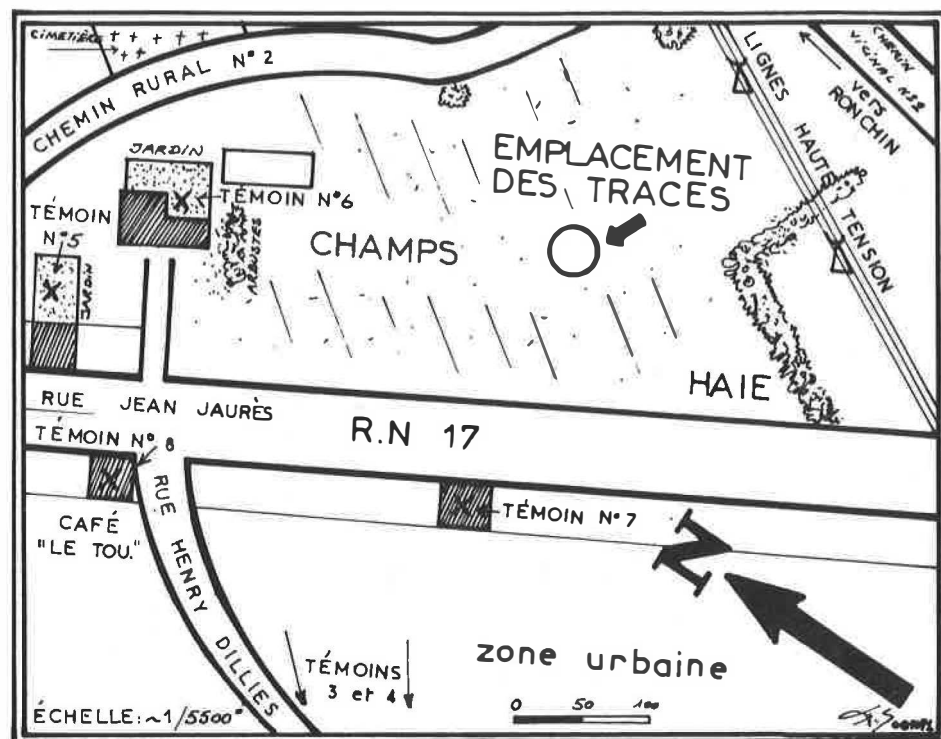 CIMETIÈRE
CHEMIN RURAL N° 2
LIGNES
HAUTE TENSION
vers
RONCHIN
CHEMIN
VICINAL N°2
JARDIN
TÉMOIN N°6
EMPLACEMENT
DES TRACES
TÉMOIN
N°5
JARDIN
ARBUSTES
CHAMPS
HAIE
RUE JEAN JAURÈS
R.N 17
TÉMOIN N° 8
RUE HENRY DILLIES
TÉMOIN N° 7
CAFÉ
"LE TOU."
N
TÉMOINS
3 et 4
zone urbaine
0 50 100
ÉCHELLE: ~1/5500°